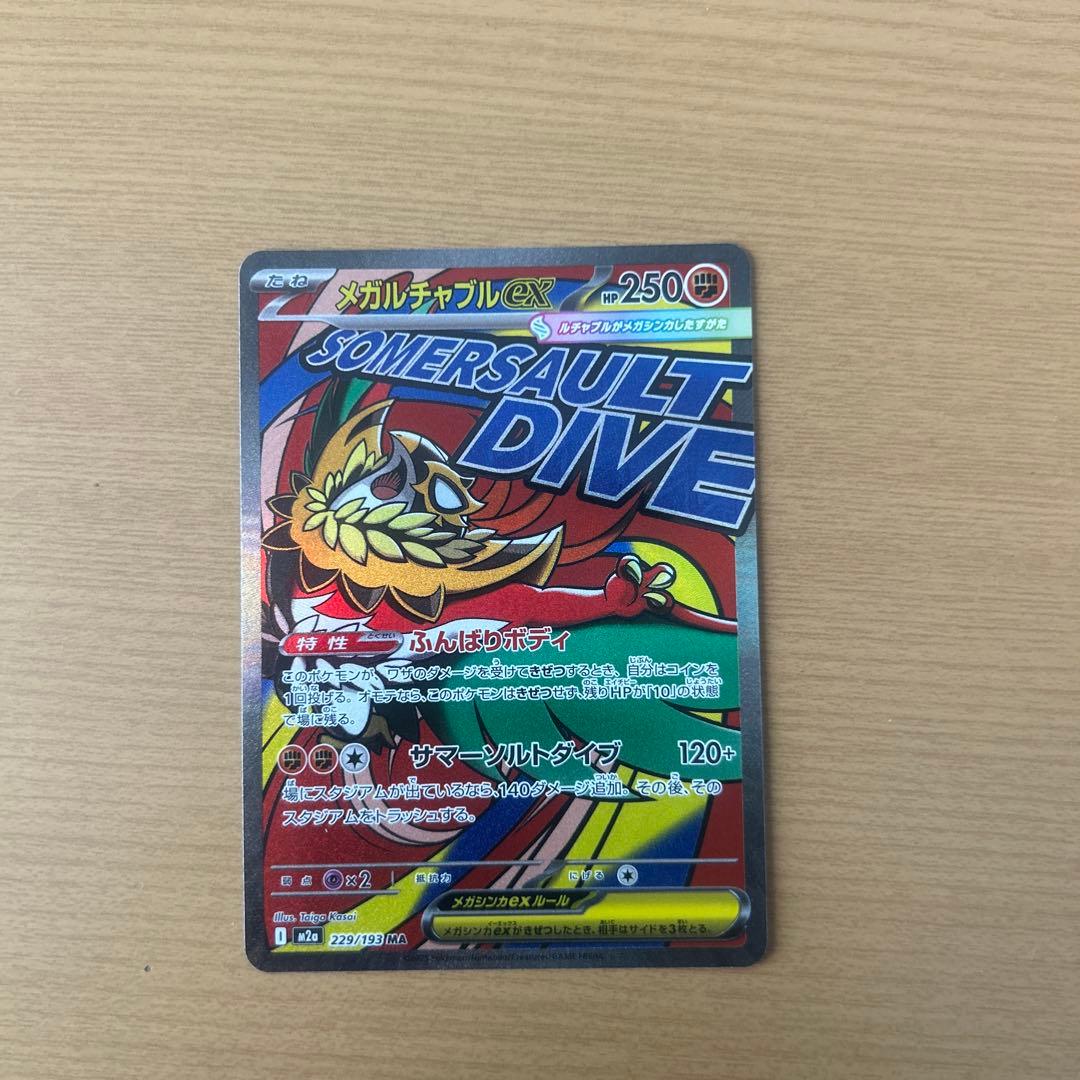 たね メガルチャブルex HP250
ルチャブルがメガシンカしたすがた
SOMERSAULT
DIVE
特性 とくせい ふんばりボディ
このポケモンが、ワザのダメージを受けてきぜつするとき、自分はコインを
1回投げる。オモテなら、このポケモンはきぜつせず、残りHPが「10」の状態
で場に残る。
サマーソルトダイブ 120+
場にスタジアムが出ているなら、140ダメージ追加。その後、その
スタジアムをトラッシュする。
弱点 ×2 抵抗力 にげる
メガシンカexルール
メガシンカexがきぜつしたとき、相手はサイドを3枚とる。
Illus. Taiga Kasai
I M2a 229/193 MA
©2025 Pokémon/Nintendo/Creatures/GAME FREAK